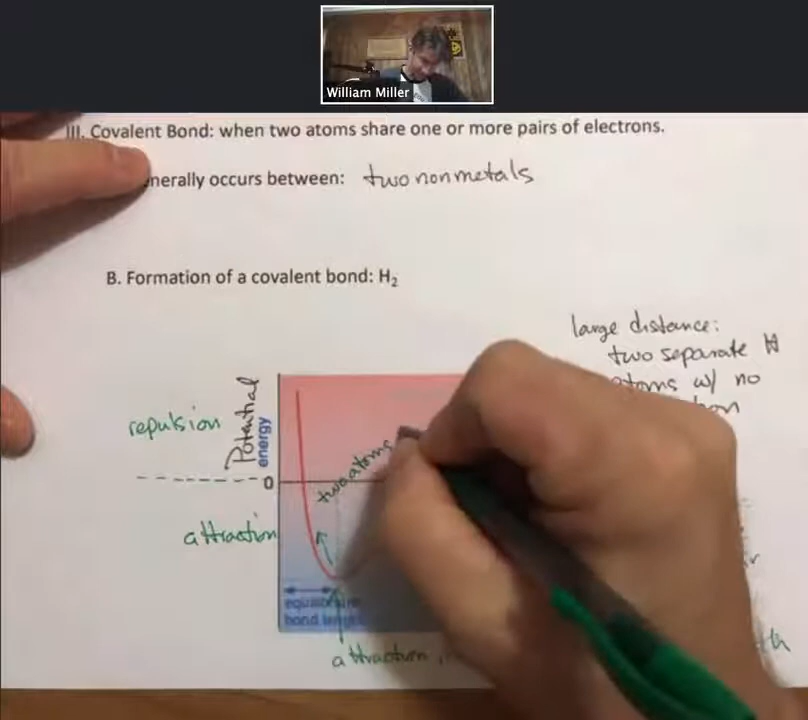 William Miller
III. Covalent Bond: when two atoms share one or more pairs of electrons.
nerally occurs between: two nonmetals
B. Formation of a covalent bond: H₂
large distance:
two separate H
atoms w/ no
repulsion
Potential
energy
two atoms
0
attraction
bond
attraction